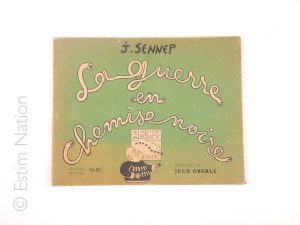 J. SENNEP
La guerre
en
Chemise noire
PRÉFACE DE
JEAN OBERLÉ
© Estim Nation